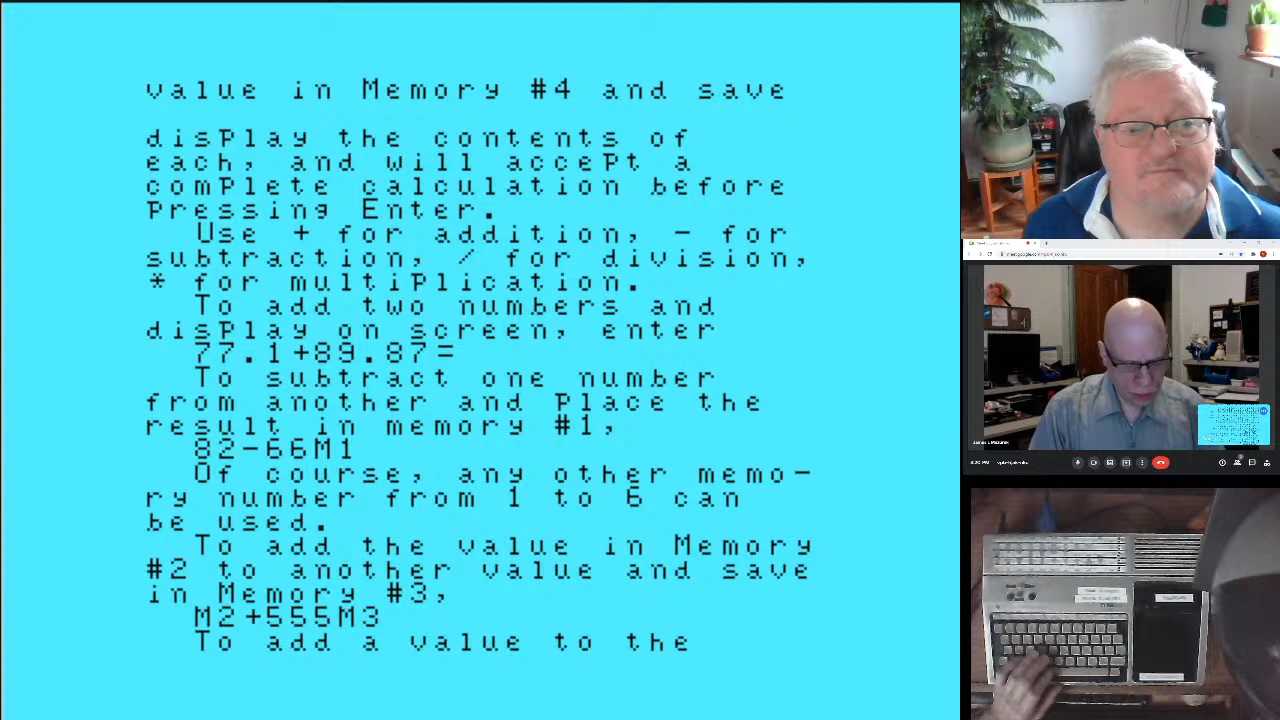 value in Memory #4 and save
disPlay the contents of
each, and will accePt a
comPlete calculation before
Pressing Enter.
Use + for addition, - for
subtraction, / for division,
* for multiPlication.
To add two numbers and
disPlay on screen, enter
77.1+89.87=
To subtract one number
from another and Place the
result in memory #1,
82-66M1
Of course, any other memo-
ry number from 1 to 6 can
be used.
To add the value in Memory
#2 to another value and save
in Memory #3,
M2+555M3
To add a value to the